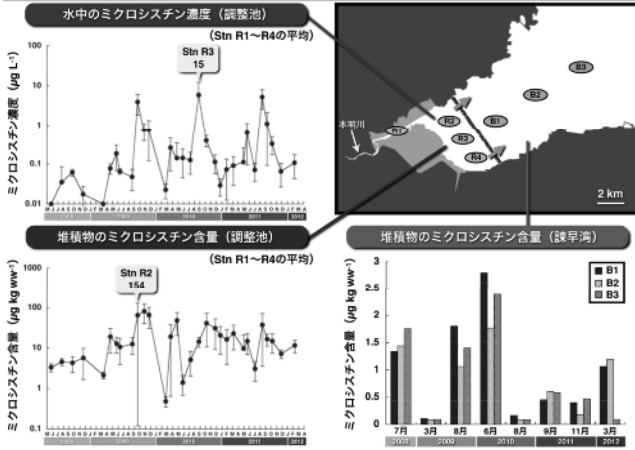 水中のミクロシスチン濃度（調整池）
(Stn R1〜R4の平均)
ミクロシスチン濃度（μg L-1）
100
10
1
0.1
0.01
Stn R3
15
M J J A S O N D
2009
2010
2011
2012
本明川
R1
R2
R3
R4
B1
B2
B3
2 km
堆積物のミクロシスチン含量（調整池）
(Stn R1〜R4の平均)
ミクロシスチン含量（μg kg ww-1）
1000
100
10
1
0.1
Stn R2
154
2009
2010
2011
2012
堆積物のミクロシスチン含量（諫早湾）
ミクロシスチン含量（μg kg ww-1）
3
2.5
2
1.5
1
0.5
0
B1
B2
B3
7月 3月 8月 6月 8月 9月 11月 3月
2008 2009 2010 2011 2012